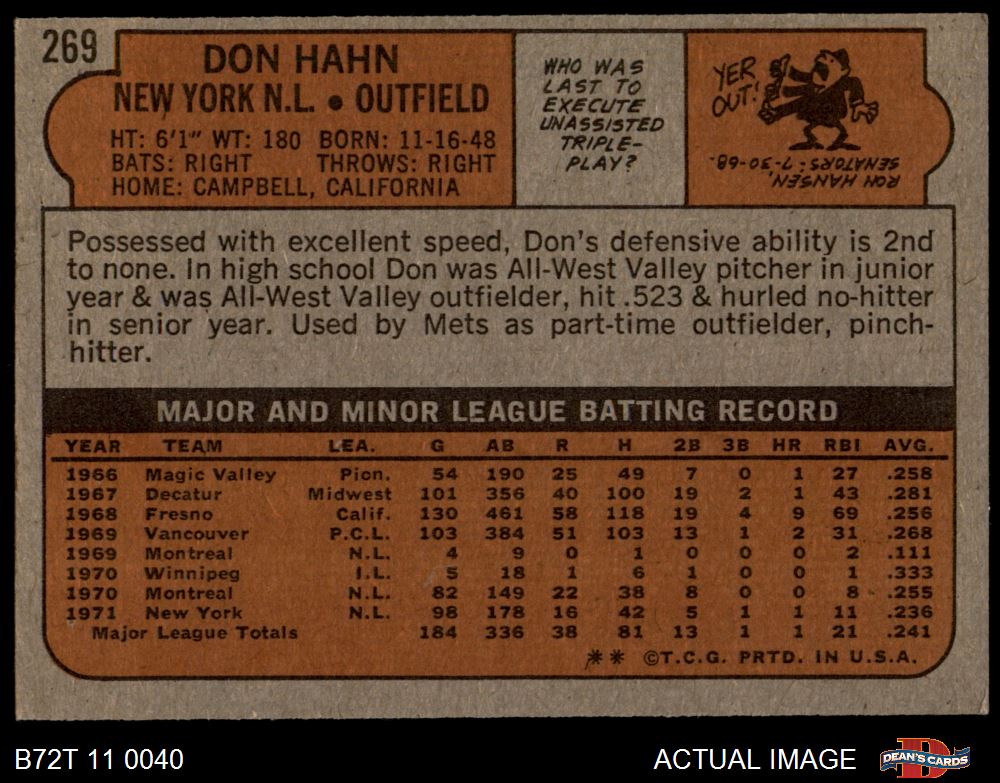 269
DON HAHN
NEW YORK N.L. • OUTFIELD
HT: 6'1" WT: 180 BORN: 11-16-48
BATS: RIGHT THROWS: RIGHT
HOME: CAMPBELL, CALIFORNIA
WHO WAS
LAST TO
EXECUTE
UNASSISTED
TRIPLE-
PLAY?
YER
OUT!
RON HANSEN,
SENATORS - 7-30-68.
Possessed with excellent speed, Don's defensive ability is 2nd
to none. In high school Don was All-West Valley pitcher in junior
year & was All-West Valley outfielder, hit .523 & hurled no-hitter
in senior year. Used by Mets as part-time outfielder, pinch-
hitter.
MAJOR AND MINOR LEAGUE BATTING RECORD
YEAR TEAM LEA. G AB R H 2B 3B HR RBI AVG.
1966 Magic Valley Pion. 54 190 25 49 7 0 1 27 .258
1967 Decatur Midwest 101 356 40 100 19 2 1 43 .281
1968 Fresno Calif. 130 461 58 118 19 4 9 69 .256
1969 Vancouver P.C.L. 103 384 51 103 13 1 2 31 .268
1969 Montreal N.L. 4 9 0 1 0 0 0 2 .111
1970 Winnipeg I.L. 5 18 1 6 1 0 0 1 .333
1970 Montreal N.L. 82 149 22 38 8 0 0 8 .255
1971 New York N.L. 98 178 16 42 5 1 1 11 .236
Major League Totals 184 336 38 81 13 1 1 21 .241
** ©T.C.G. PRTD. IN U.S.A.
B72T 11 0040
ACTUAL IMAGE
DEAN'S CARDS